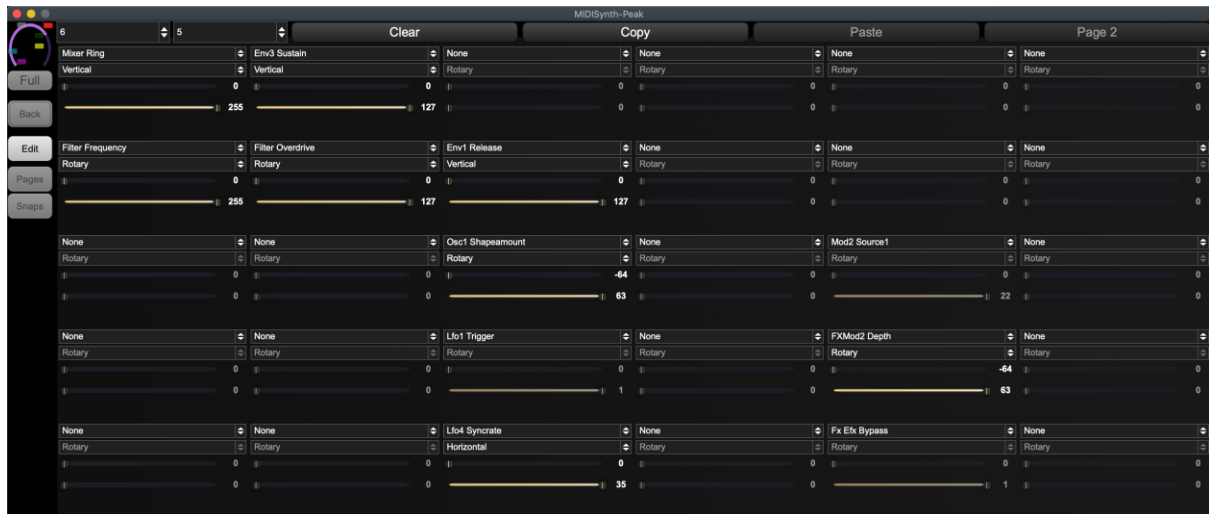 MIDISynth-Peak
6 5 Clear Copy Paste Page 2
Mixer Ring Env3 Sustain None None None None
Full Vertical Vertical Rotary Rotary Rotary Rotary
0 0 0 0 0 0
Back 255 127 0 0 0 0
Edit Filter Frequency Filter Overdrive Env1 Release None None None
Rotary Rotary Vertical Rotary Rotary Rotary
Pages 0 0 0 0 0 0
Snaps 255 127 127 0 0 0
None None Osc1 Shapeamount None Mod2 Source1 None
Rotary Rotary Rotary Rotary Rotary Rotary
0 0 -64 0 0 0
0 0 63 0 22 0
None None Lfo1 Trigger None FXMod2 Depth None
Rotary Rotary Rotary Rotary Rotary Rotary
0 0 0 0 -64 0
0 0 1 0 63 0
None None Lfo4 Syncrate None Fx Efx Bypass None
Rotary Rotary Horizontal Rotary Rotary Rotary
0 0 0 0 0 0
0 0 35 0 1 0